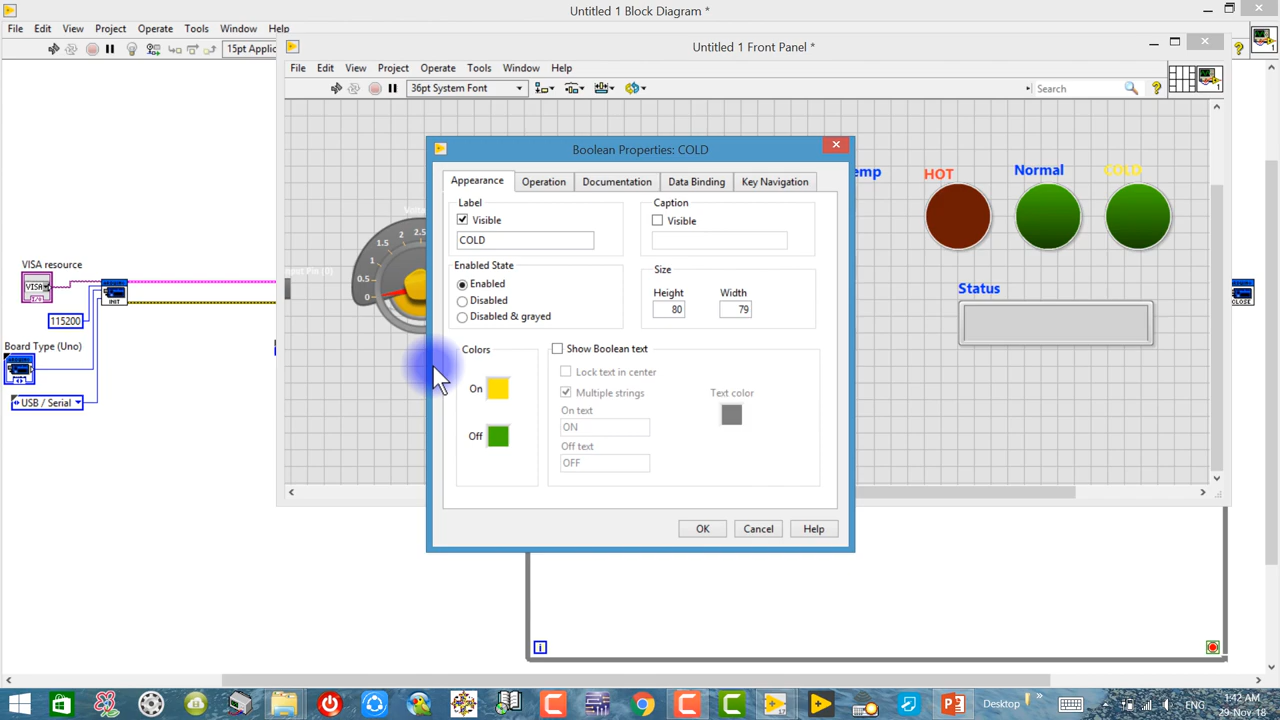 Untitled 1 Block Diagram *
File Edit View Project Operate Tools Window Help
15pt Applic
Untitled 1 Front Panel *
File Edit View Project Operate Tools Window Help
36pt System Font
Search
Boolean Properties: COLD
Appearance Operation Documentation Data Binding Key Navigation
Label
Visible
COLD
Caption
Visible
Enabled State
Enabled
Disabled
Disabled & grayed
Size
Height Width
80 79
Colors
On
Off
Show Boolean text
Lock text in center
Multiple strings
On text
ON
Off text
OFF
Text color
OK Cancel Help
emp
HOT
Normal
COLD
Status
2.5
2
1.5
1
0.5
0
nput Pin (0)
VISA resource
VISA
I/O
INIT
115200
Board Type (Uno)
USB / Serial
CLOSE
i
Desktop
ENG
1:42 AM
29-Nov-18